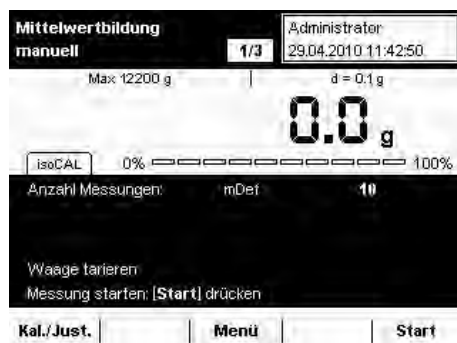 Mittelwertbildung
manuell
1/3
Administrator
29.04.2010 11:42:50
Max 12200 g
d = 0.1 g
0.0 g
isoCAL
0%
100%
Anzahl Messungen: mDef 10
Waage tarieren
Messung starten: [Start] drücken
Kal./Just. Menü Start